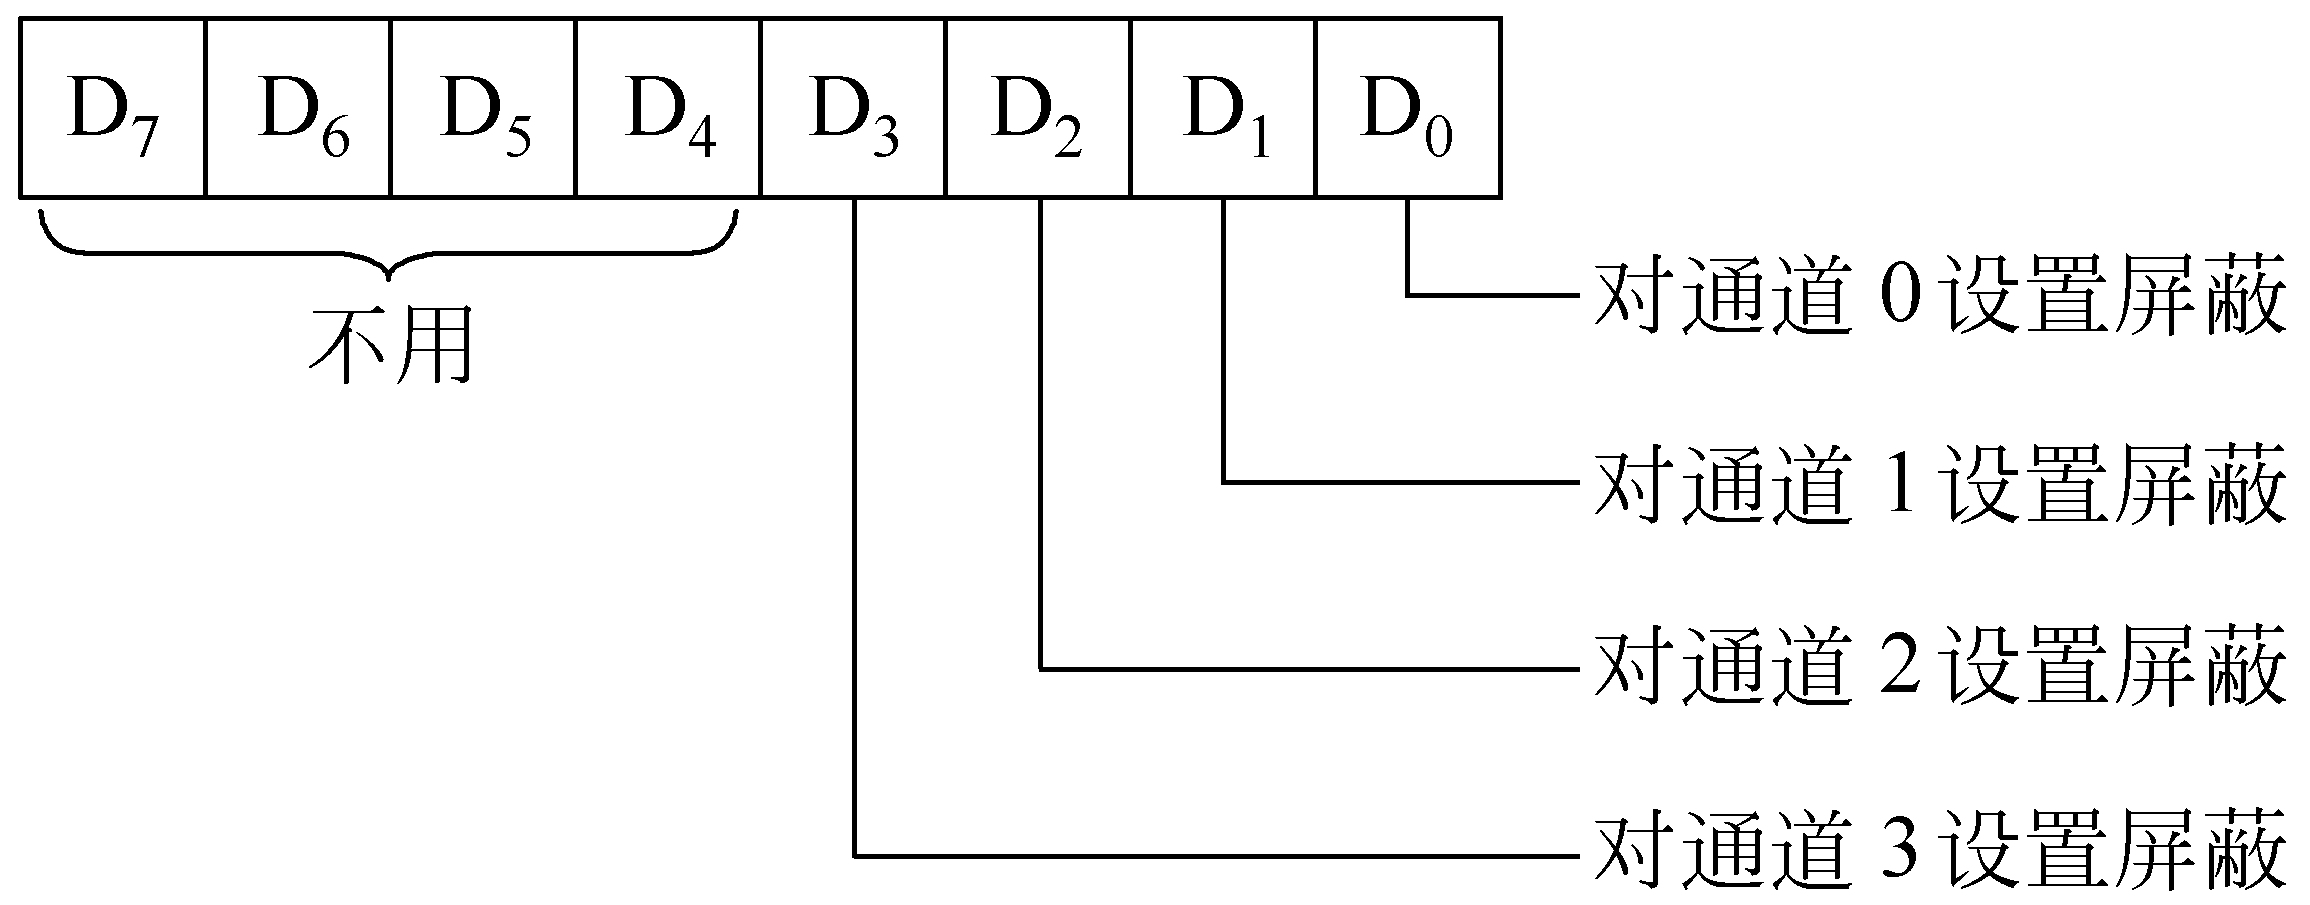 D₇ D₆ D₅ D₄ D₃ D₂ D₁ D₀
不用
对通道 0 设置屏蔽
对通道 1 设置屏蔽
对通道 2 设置屏蔽
对通道 3 设置屏蔽